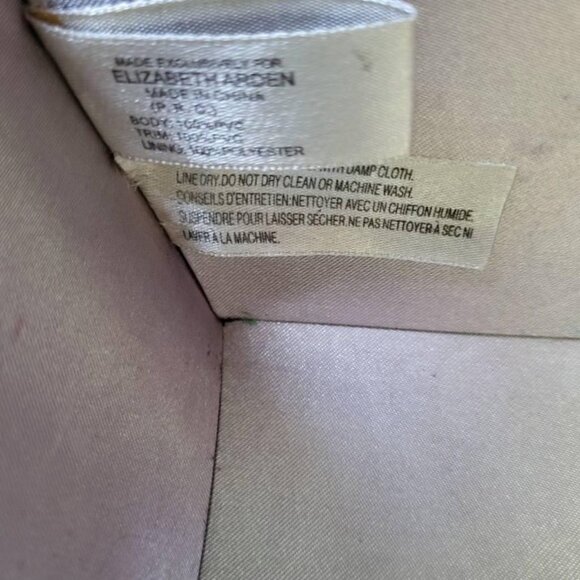 MADE EXCLUSIVELY FOR
ELIZABETH ARDEN
MADE IN CHINA
(P. R. C.)
BODY: 100%PVC
TRIM: 100%PVC
LINING: 100% POLYESTER
WITH DAMP CLOTH.
LINE DRY.DO NOT DRY CLEAN OR MACHINE WASH.
CONSEILS D'ENTRETIEN:NETTOYER AVEC UN CHIFFON HUMIDE.
SUSPENDRE POUR LAISSER SÉCHER.NE PAS NETTOYER À SEC NI
LAVER À LA MACHINE.